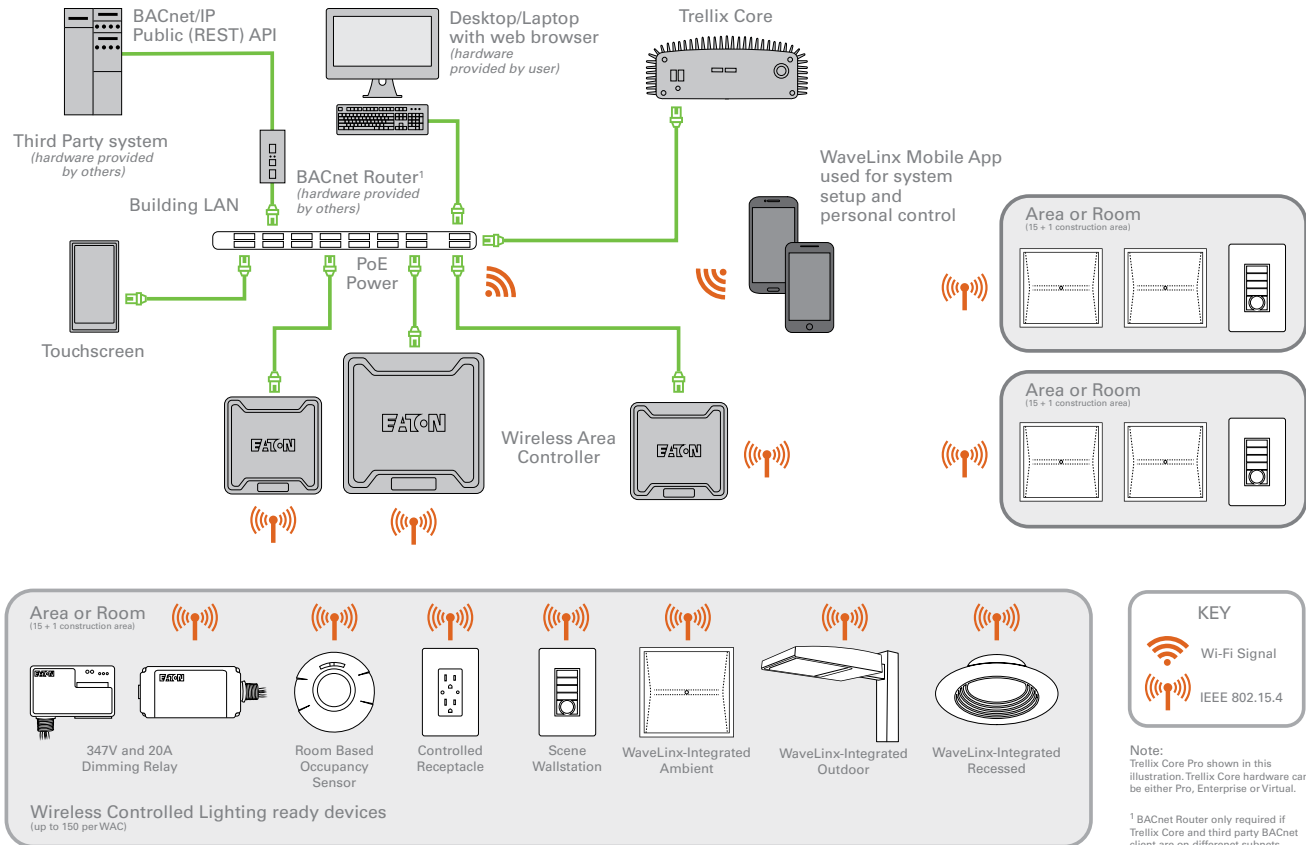 BACnet/IP
Public (REST) API
Desktop/Laptop
with web browser
(hardware
provided by user)
Trellix Core
Third Party system
(hardware provided
by others)
BACnet Router1
(hardware provided
by others)
Building LAN
WaveLinx Mobile App
used for system
setup and
personal control
PoE
Power
Touchscreen
Area or Room
(15 + 1 construction area)
EATON
EATON
EATON
Wireless Area
Controller
Area or Room
(15 + 1 construction area)
Area or Room
(15 + 1 construction area)
EATON
EATON
347V and 20A
Dimming Relay
Room Based
Occupancy
Sensor
Controlled
Receptacle
Scene
Wallstation
WaveLinx-Integrated
Ambient
WaveLinx-Integrated
Outdoor
WaveLinx-Integrated
Recessed
Wireless Controlled Lighting ready devices
(up to 150 per WAC)
KEY
Wi-Fi Signal
IEEE 802.15.4
Note:
Trellix Core Pro shown in this
illustration. Trellix Core hardware can
be either Pro, Enterprise or Virtual.
1 BACnet Router only required if
Trellix Core and third party BACnet
client are on differenet subnets